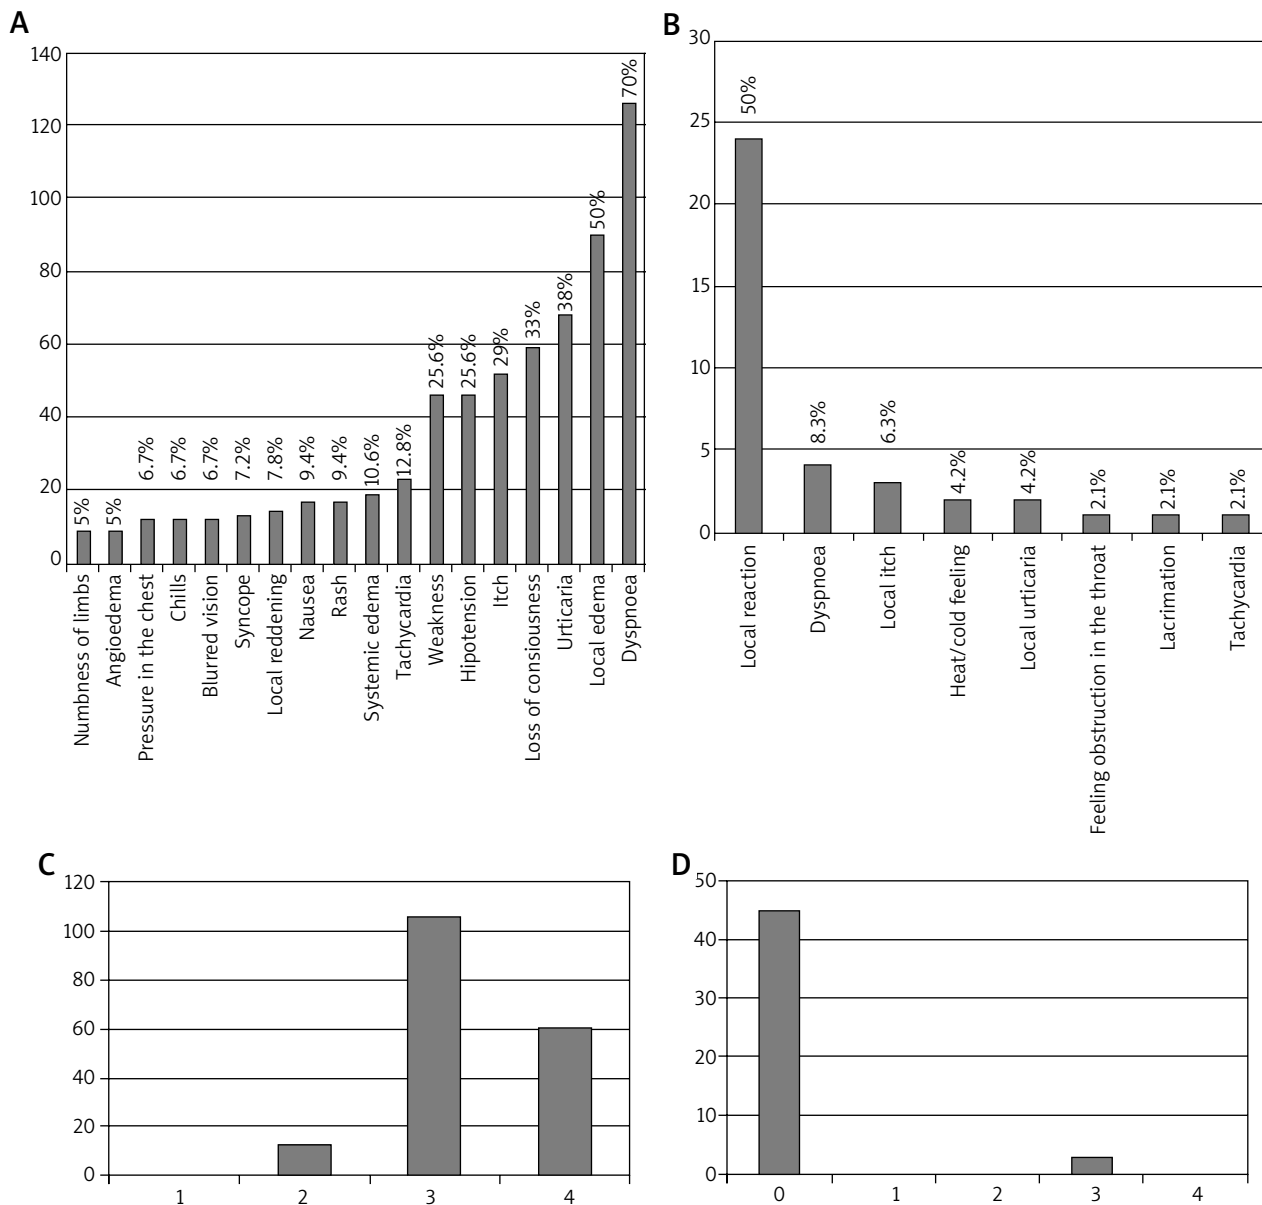 A
140
120
100
80
60
40
20
0
5%
5%
6.7%
6.7%
6.7%
7.2%
7.8%
9.4%
9.4%
10.6%
12.8%
25.6%
25.6%
29%
33%
38%
50%
70%
Numbness of limbs
Angioedema
Pressure in the chest
Chills
Blurred vision
Syncope
Local reddening
Nausea
Rash
Systemic edema
Tachycardia
Weakness
Hipotension
Itch
Loss of consiousness
Urticaria
Local edema
Dyspnoea
B
30
25
20
15
10
5
0
50%
8.3%
6.3%
4.2%
4.2%
2.1%
2.1%
2.1%
Local reaction
Dyspnoea
Local itch
Heat/cold feeling
Local urticaria
Feeling obstruction in the throat
Lacrimation
Tachycardia
C
120
100
80
60
40
20
0
1 2 3 4
D
50
40
30
20
10
0
0 1 2 3 4